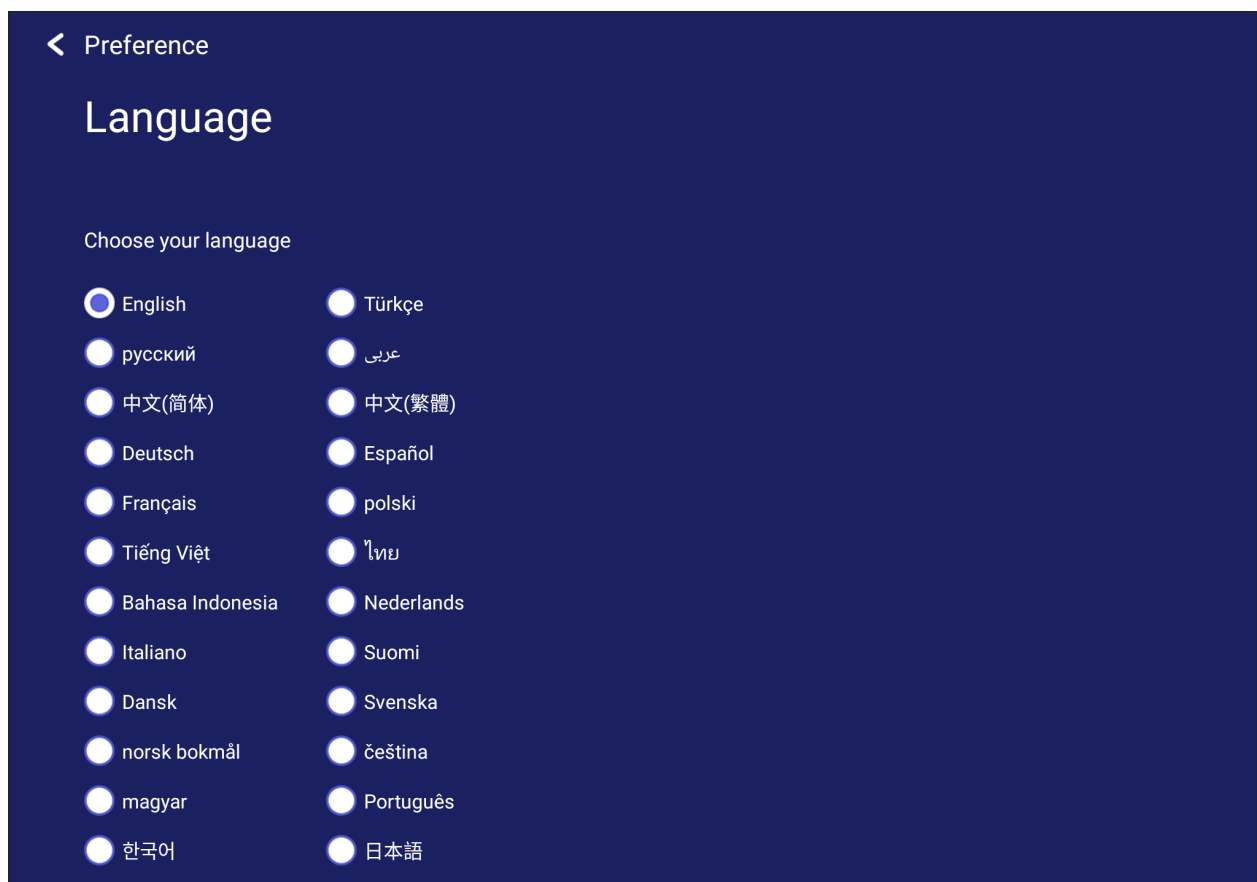 Preference
Language
Choose your language
English Türkçe
русский عربى
中文(简体) 中文(繁體)
Deutsch Español
Français polski
Tiếng Việt ไทย
Bahasa Indonesia Nederlands
Italiano Suomi
Dansk Svenska
norsk bokmål čeština
magyar Português
한국어 日本語